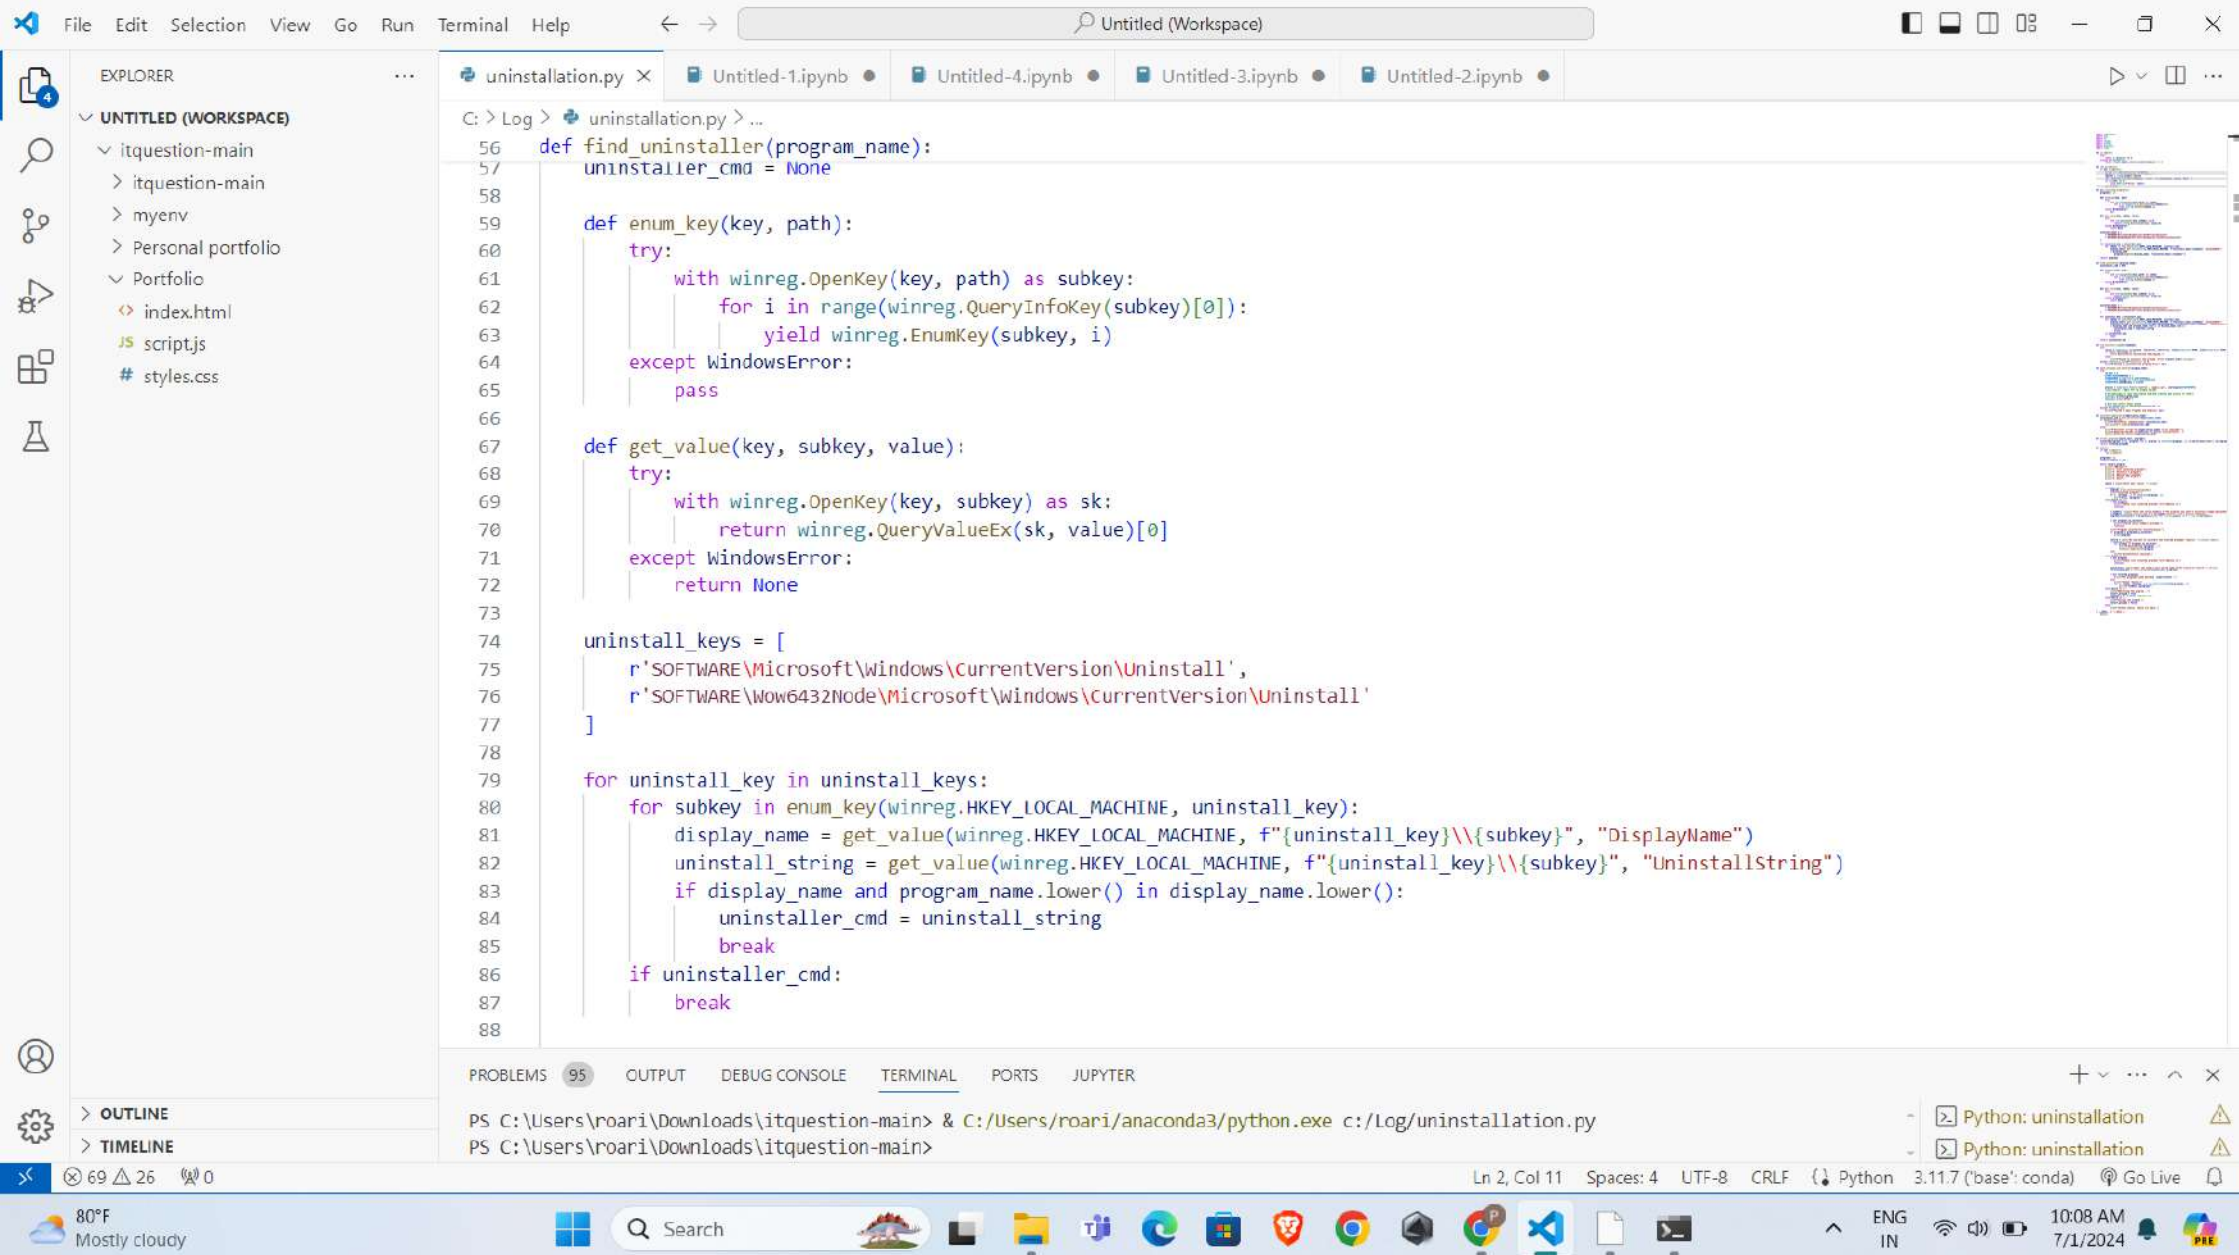 File Edit Selection View Go Run Terminal Help
Untitled (Workspace)
EXPLORER
uninstallation.py
Untitled-1.ipynb
Untitled-4.ipynb
Untitled-3.ipynb
Untitled-2.ipynb
4
UNTITLED (WORKSPACE)
itquestion-main
itquestion-main
myenv
Personal portfolio
Portfolio
<> index.html
JS script.js
# styles.css
OUTLINE
TIMELINE
C: > Log > uninstallation.py > ...
56 def find_uninstaller(program_name):
57 uninstaller_cmd = None
58
59 def enum_key(key, path):
60 try:
61 with winreg.OpenKey(key, path) as subkey:
62 for i in range(winreg.QueryInfoKey(subkey)[0]):
63 yield winreg.EnumKey(subkey, i)
64 except WindowsError:
65 pass
66
67 def get_value(key, subkey, value):
68 try:
69 with winreg.OpenKey(key, subkey) as sk:
70 return winreg.QueryValueEx(sk, value)[0]
71 except WindowsError:
72 return None
73
74 uninstall_keys = [
75 r'SOFTWARE\Microsoft\Windows\CurrentVersion\Uninstall',
76 r'SOFTWARE\Wow6432Node\Microsoft\Windows\CurrentVersion\Uninstall'
77 ]
78
79 for uninstall_key in uninstall_keys:
80 for subkey in enum_key(winreg.HKEY_LOCAL_MACHINE, uninstall_key):
81 display_name = get_value(winreg.HKEY_LOCAL_MACHINE, f"{uninstall_key}\\{subkey}", "DisplayName")
82 uninstall_string = get_value(winreg.HKEY_LOCAL_MACHINE, f"{uninstall_key}\\{subkey}", "UninstallString")
83 if display_name and program_name.lower() in display_name.lower():
84 uninstaller_cmd = uninstall_string
85 break
86 if uninstaller_cmd:
87 break
88
PROBLEMS 95 OUTPUT DEBUG CONSOLE TERMINAL PORTS JUPYTER
PS C:\Users\roari\Downloads\itquestion-main> & C:/Users/roari/anaconda3/python.exe c:/Log/uninstallation.py
PS C:\Users\roari\Downloads\itquestion-main>
Python: uninstallation
Python: uninstallation
69 26 0
Ln 2, Col 11 Spaces: 4 UTF-8 CRLF Python 3.11.7 ('base': conda) Go Live
80°F
Mostly cloudy
Search
P
ENG
IN
10:08 AM
7/1/2024
PRE